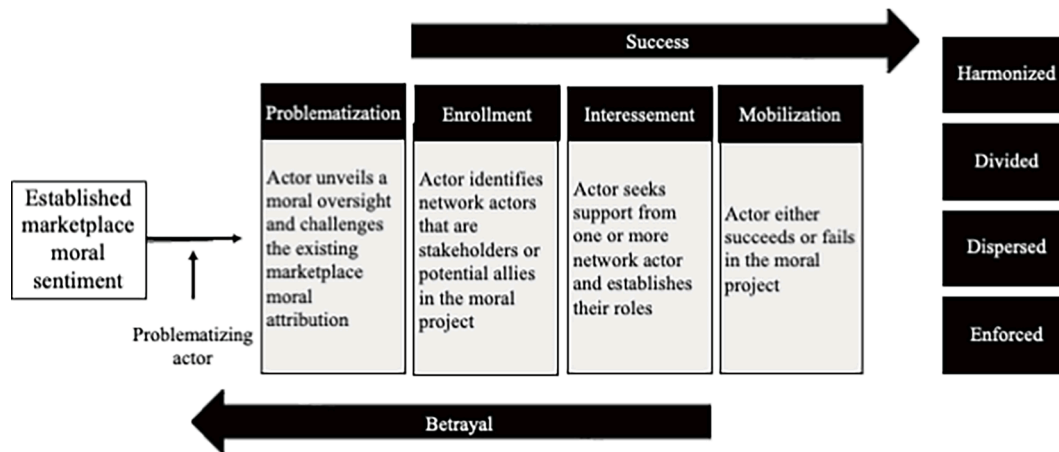 Success
Harmonized
Divided
Dispersed
Enforced
Established
marketplace
moral
sentiment
Problematizing
actor
Problematization
Actor unveils a
moral oversight
and challenges
the existing
marketplace
moral
attribution
Enrollment
Actor identifies
network actors
that are
stakeholders or
potential allies
in the moral
project
Interessement
Actor seeks
support from
one or more
network actor
and establishes
their roles
Mobilization
Actor either
succeeds or fails
in the moral
project
Betrayal